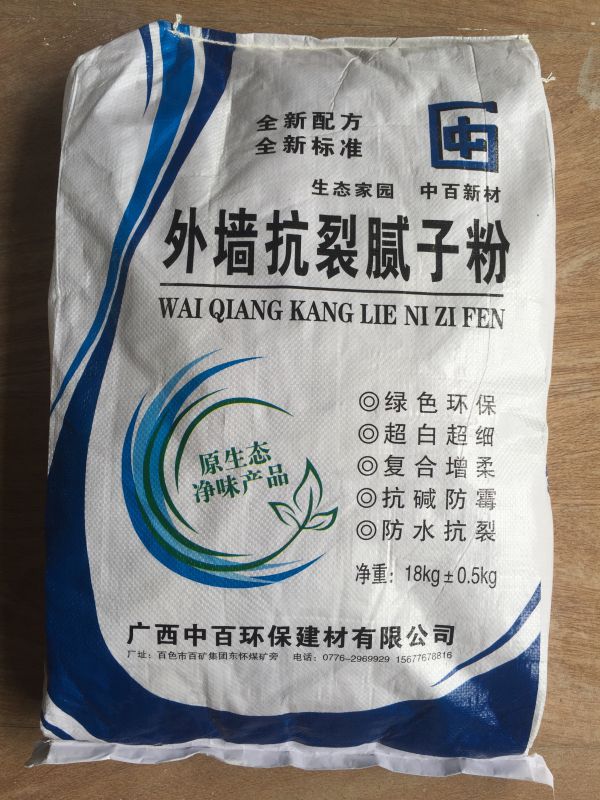 全新配方
全新标准
中
生态家园 中百新材
外墙抗裂腻子粉
WAI QIANG KANG LIE NI ZI FEN
原生态
净味产品
◎绿色环保
◎超白超细
◎复合增柔
◎抗碱防霉
◎防水抗裂
净重：18kg±0.5kg
广西中百环保建材有限公司
厂址：百色市百矿集团东怀煤矿旁 电话：0776-2969929 15677678816